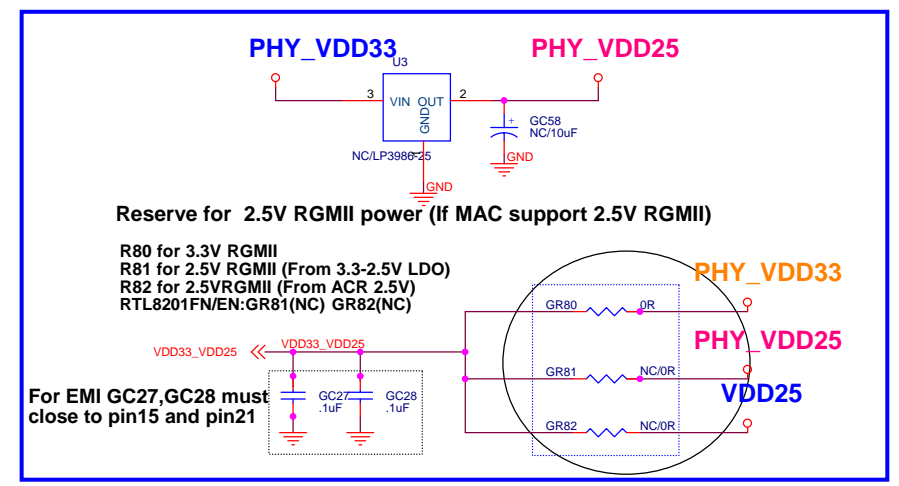 PHY_VDD33 PHY_VDD25
U3
3 VIN OUT 2
GND
1
GC58
NC/10uF
NC/LP3986-25
GND
GND
Reserve for 2.5V RGMII power (If MAC support 2.5V RGMII)
R80 for 3.3V RGMII
R81 for 2.5V RGMII (From 3.3-2.5V LDO)
R82 for 2.5VRGMII (From ACR 2.5V)
RTL8201FN/EN:GR81(NC) GR82(NC)
PHY_VDD33
GR80 0R
PHY_VDD25
VDD33_VDD25 VDD33_VDD25
GR81 NC/0R
VDD25
For EMI GC27,GC28 must
close to pin15 and pin21
GC27
.1uF
GC28
.1uF
GR82 NC/0R